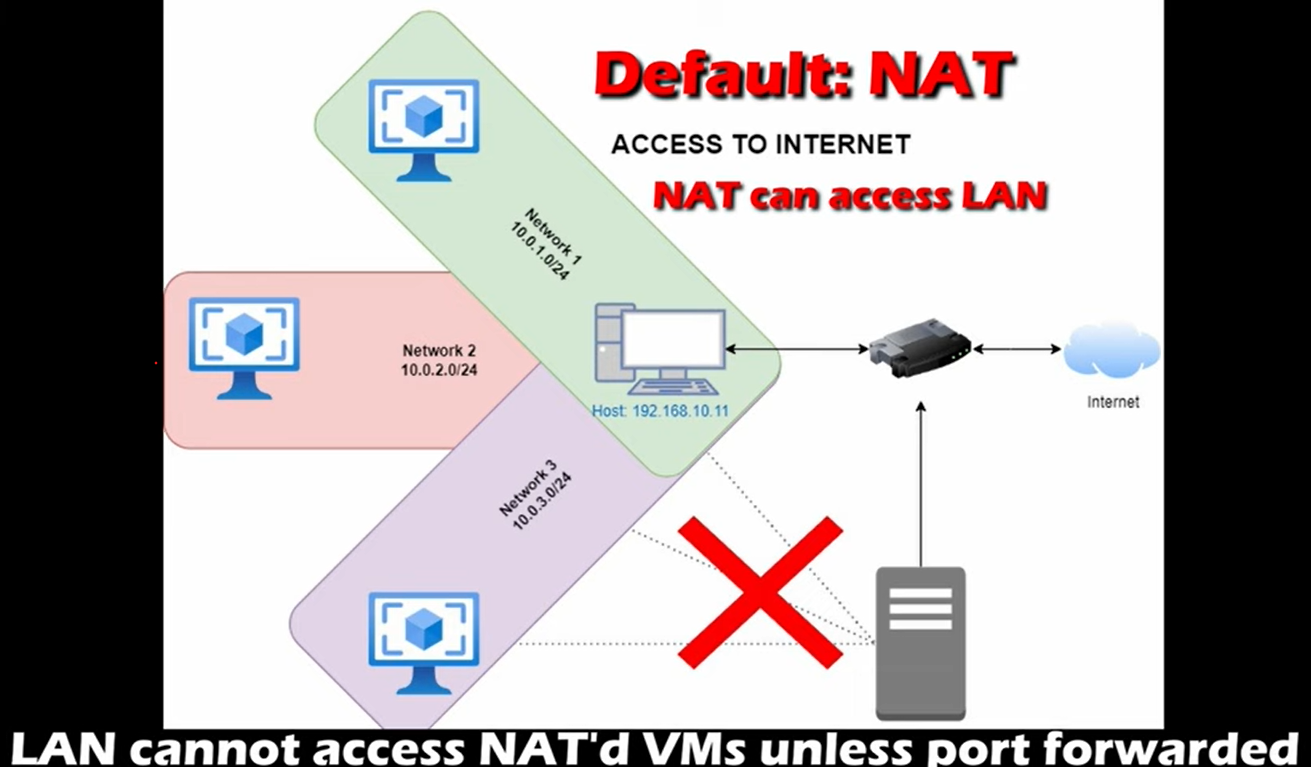 Default: NAT
ACCESS TO INTERNET
NAT can access LAN
Network 1
10.0.1.0/24
Network 2
10.0.2.0/24
Host: 192.168.10.11
Internet
Network 3
10.0.3.0/24
LAN cannot access NAT'd VMs unless port forwarded